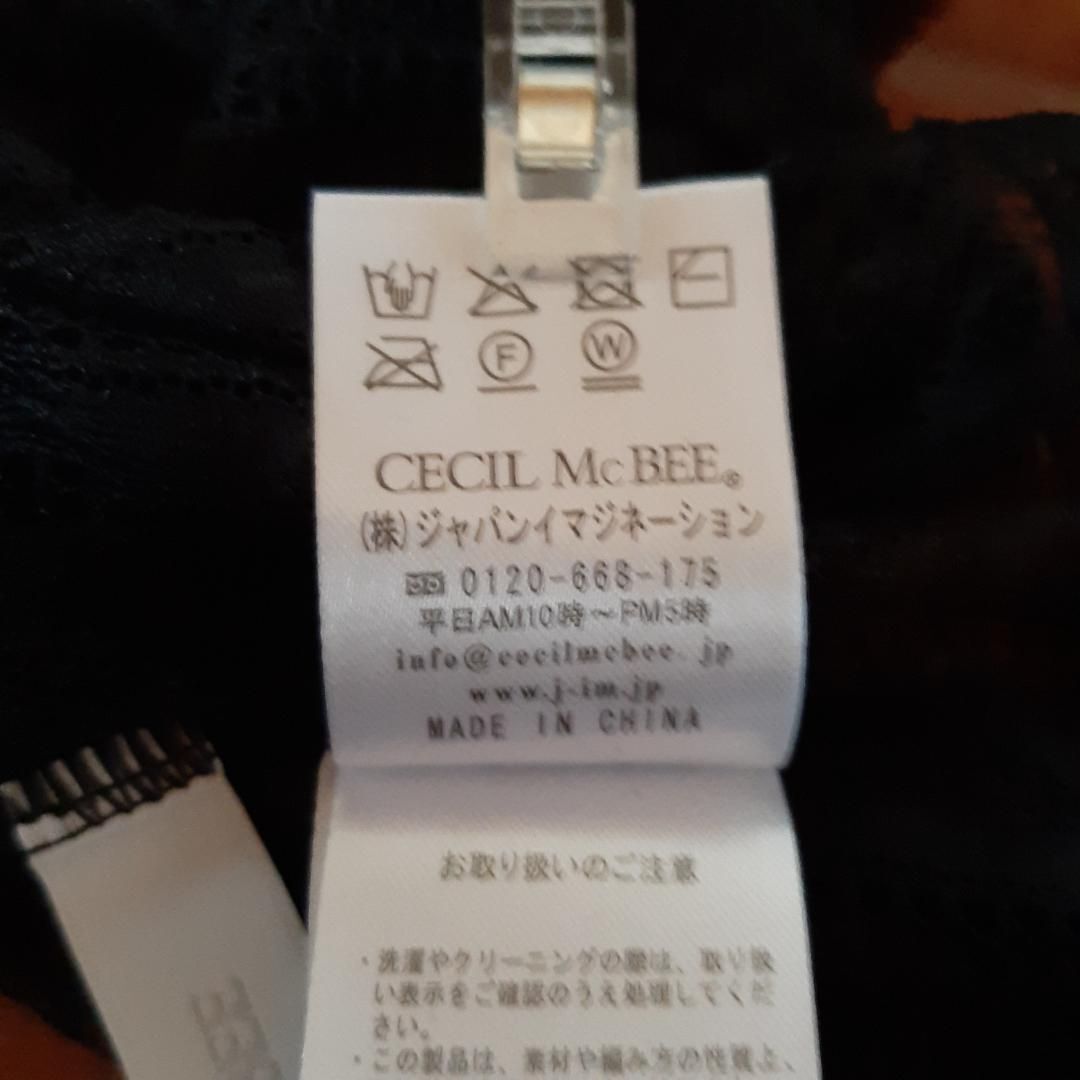 F W
CECIL McBEE®
(株)ジャパンイマジネーション
0120-668-175
平日AM10時～PM5時
info@cecilmcbee.jp
www.j-im.jp
MADE IN CHINA
お取り扱いのご注意
・洗濯やクリーニングの際は、取り扱
い表示をご確認のうえ処理してくだ
さい。
・この製品は、素材や編み方の性質上、